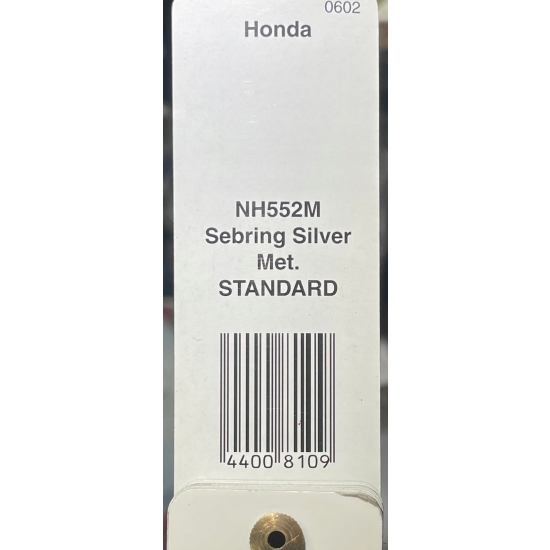 0602
Honda
NH552M
Sebring Silver
Met.
STANDARD
4400 8109